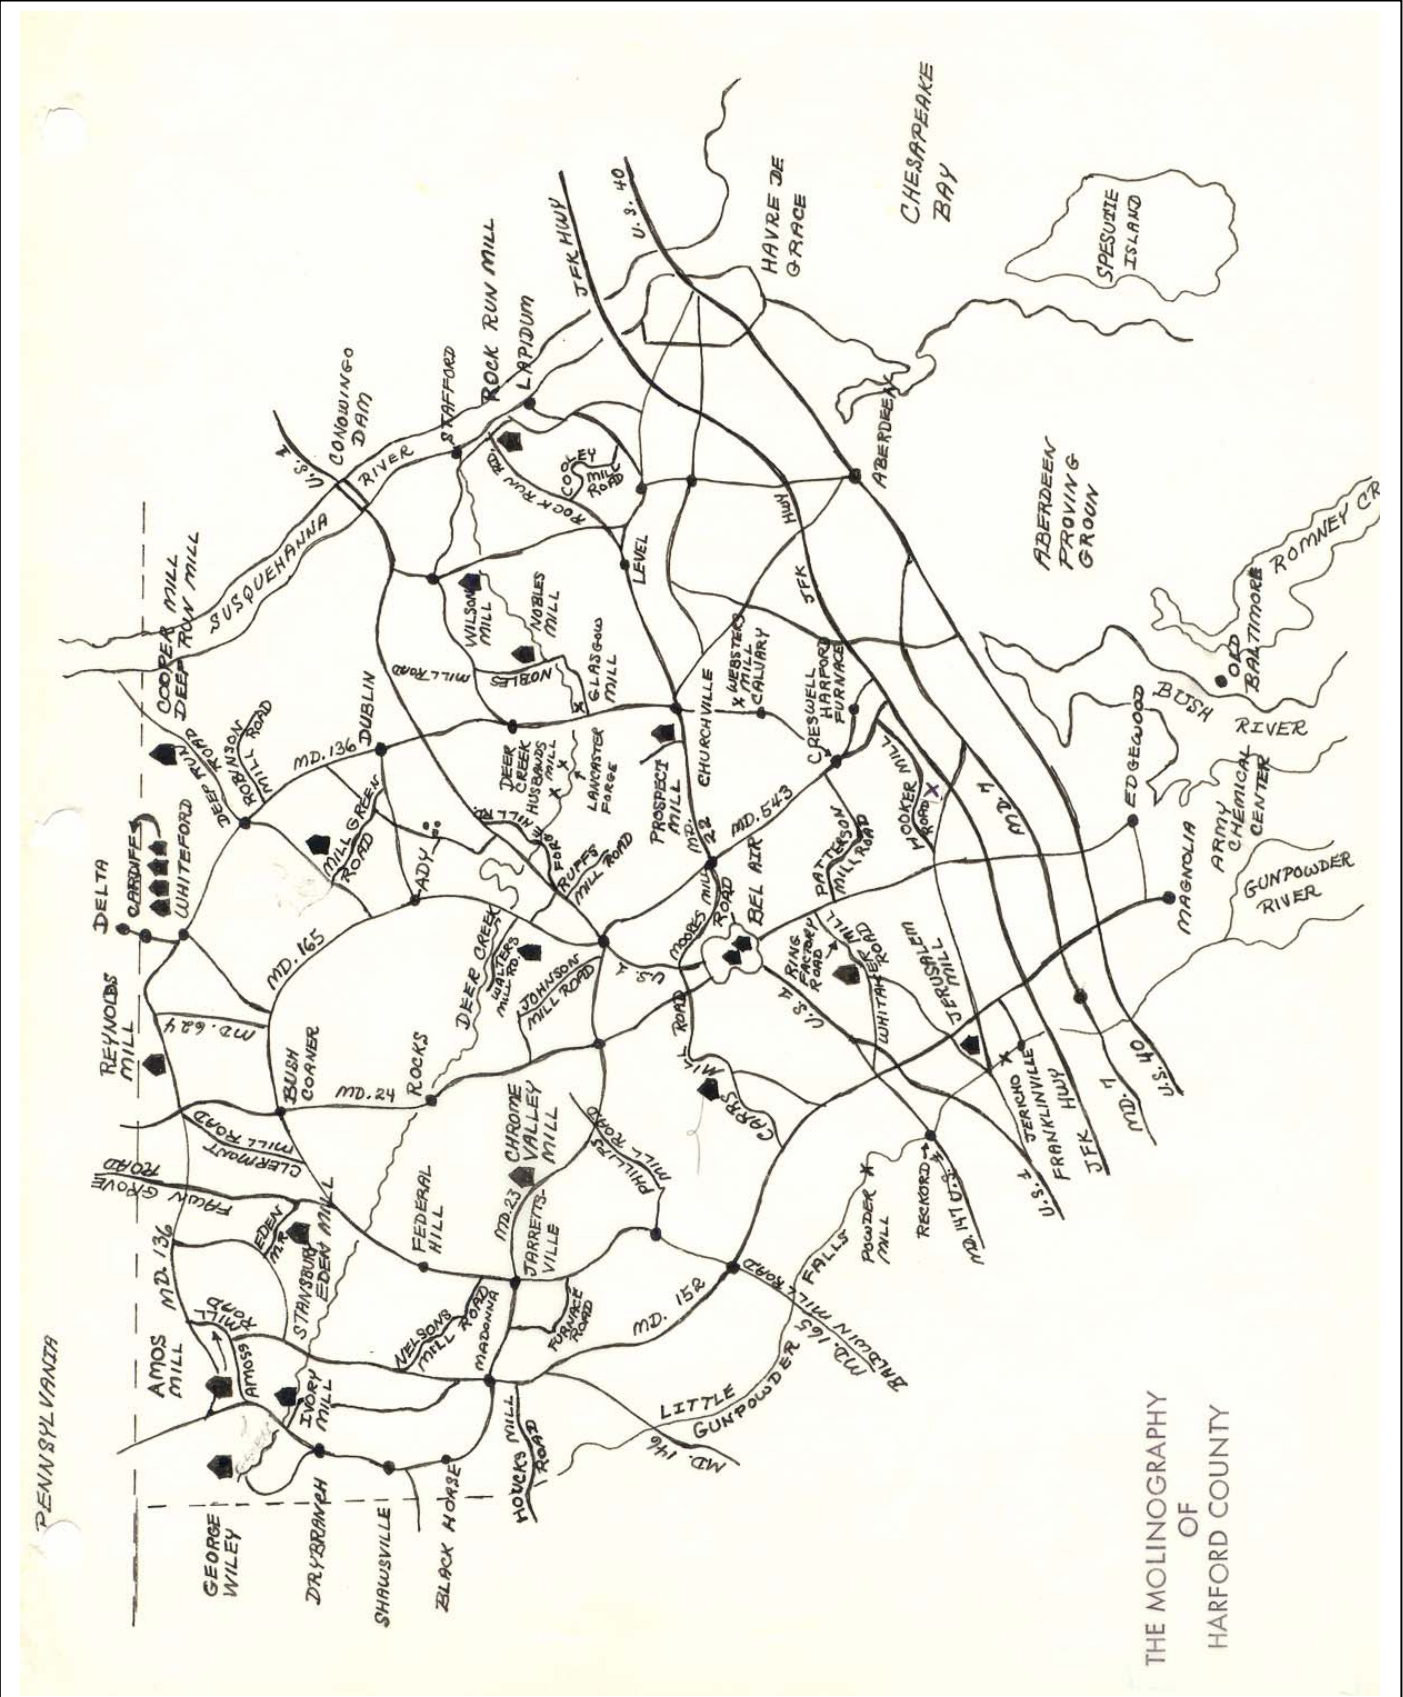 PENNSYLVANIA
DELTA
CARDIFFS
WHITEFORD
REYNOLDS
MILL
COOPER MILL
DEEP RUN MILL
DEEP RUN
ROAD
ROBINSON
MILL ROAD
SUSQUEHANNA
RIVER
U.S. 1
CONOWINGO
DAM
STAFFORD
ROCK RUN MILL
LAPIDUM
ROCK RUN RD.
COOLEY
MILL
ROAD
JFK HWY
U.S. 40
HAVRE DE
GRACE
CHESAPEAKE
BAY
SPESUTIE
ISLAND
ABERDEEN
ABERDEEN
PROVING
GROUN
ROMNEY CR
OLD
BALTIMORE
BUSH
RIVER
EDGEWOOD
MAGNOLIA
ARMY
CHEMICAL
CENTER
GUNPOWDER
RIVER
LEVEL
WILSON
MILL
NOBLES
MILL
NOBLES
MILL ROAD
GLASGOW
MILL
DUBLIN
MD. 136
MILL GREEN
ROAD
ADY
DEER
CREEK
HUSBANDS
MILL
LANCASTER
FORGE
FORGE HILL RD.
RUFFS
MILL ROAD
PROSPECT
MILL
CHURCHVILLE
MD.
22
WEBSTERS
MILL
CALVARY
CRESWELL
HARFORD
FURNACE
JFK
HWY
MD. 543
PATTERSON
MILL ROAD
HOOKER MILL
ROAD
MD. 7
MD. 165
MD. 624
BUSH
CORNER
MD. 24
ROCKS
DEER CREEK
WALTERS
MILL RD.
JOHNSON
MILL ROAD
U.S. 1
MOORES MILL
ROAD
BEL AIR
RING
FACTORY
ROAD
WHITAKER MILL
ROAD
JERUSALEM
MILL
U.S. 1
CARRS MILL ROAD
CHROME
VALLEY
MILL
MD. 23
JARRETTS-
VILLE
PHILLIPS
MILL ROAD
CLERMONT
MILL ROAD
FAWN GROVE
ROAD
EDEN
M.R.
EDEN MILL
STANSBURY
FEDERAL
HILL
MD. 136
AMOS
MILL
AMOSS
MILL
ROAD
IVORY
MILL
NELSONS
MILL ROAD
MADONNA
FURNACE
ROAD
MD. 152
GEORGE
WILEY
DRYBRANCH
SHAWSVILLE
BLACK HORSE
HOUCKS MILL
ROAD
MD. 146
LITTLE
GUNPOWDER
FALLS
MD. 165
BALDWIN MILL ROAD
POWDER
MILL
RECKORD
MD. 147
U.S. 1
JERICHO
FRANKLINVILLE
JFK
HWY
MD. 7
U.S. 40
THE MOLINOGRAPHY
OF
HARFORD COUNTY